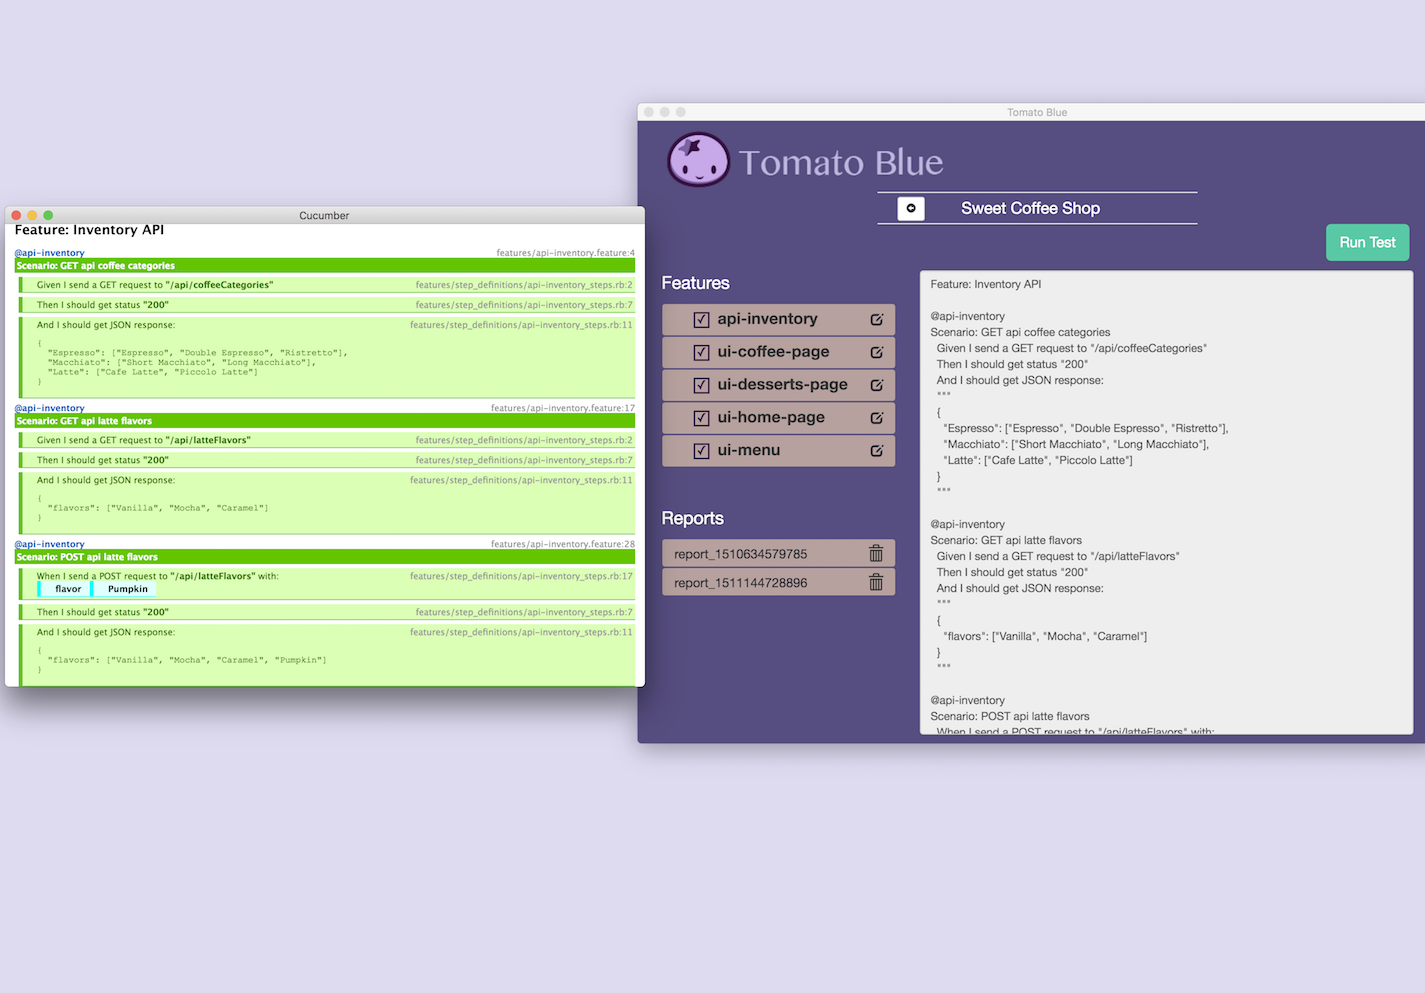 Cucumber
Feature: Inventory API
@api-inventory features/api-inventory.feature:4
Scenario: GET api coffee categories
Given I send a GET request to "/api/coffeeCategories" features/step_definitions/api-inventory_steps.rb:2
Then I should get status "200" features/step_definitions/api-inventory_steps.rb:7
And I should get JSON response: features/step_definitions/api-inventory_steps.rb:11
{
"Espresso": ["Espresso", "Double Espresso", "Ristretto"],
"Macchiato": ["Short Macchiato", "Long Macchiato"],
"Latte": ["Cafe Latte", "Piccolo Latte"]
}
@api-inventory features/api-inventory.feature:17
Scenario: GET api latte flavors
Given I send a GET request to "/api/latteFlavors" features/step_definitions/api-inventory_steps.rb:2
Then I should get status "200" features/step_definitions/api-inventory_steps.rb:7
And I should get JSON response: features/step_definitions/api-inventory_steps.rb:11
{
"flavors": ["Vanilla", "Mocha", "Caramel"]
}
@api-inventory features/api-inventory.feature:28
Scenario: POST api latte flavors
When I send a POST request to "/api/latteFlavors" with: features/step_definitions/api-inventory_steps.rb:17
flavor Pumpkin
Then I should get status "200" features/step_definitions/api-inventory_steps.rb:7
And I should get JSON response: features/step_definitions/api-inventory_steps.rb:11
{
"flavors": ["Vanilla", "Mocha", "Caramel", "Pumpkin"]
}
Tomato Blue
Tomato Blue
Sweet Coffee Shop
Run Test
Features
api-inventory
ui-coffee-page
ui-desserts-page
ui-home-page
ui-menu
Reports
report_1510634579785
report_1511144728896
Feature: Inventory API
@api-inventory
Scenario: GET api coffee categories
Given I send a GET request to "/api/coffeeCategories"
Then I should get status "200"
And I should get JSON response:
"""
{
"Espresso": ["Espresso", "Double Espresso", "Ristretto"],
"Macchiato": ["Short Macchiato", "Long Macchiato"],
"Latte": ["Cafe Latte", "Piccolo Latte"]
}
"""
@api-inventory
Scenario: GET api latte flavors
Given I send a GET request to "/api/latteFlavors"
Then I should get status "200"
And I should get JSON response:
"""
{
"flavors": ["Vanilla", "Mocha", "Caramel"]
}
"""
@api-inventory
Scenario: POST api latte flavors
When I send a POST request to "/api/latteFlavors" with: